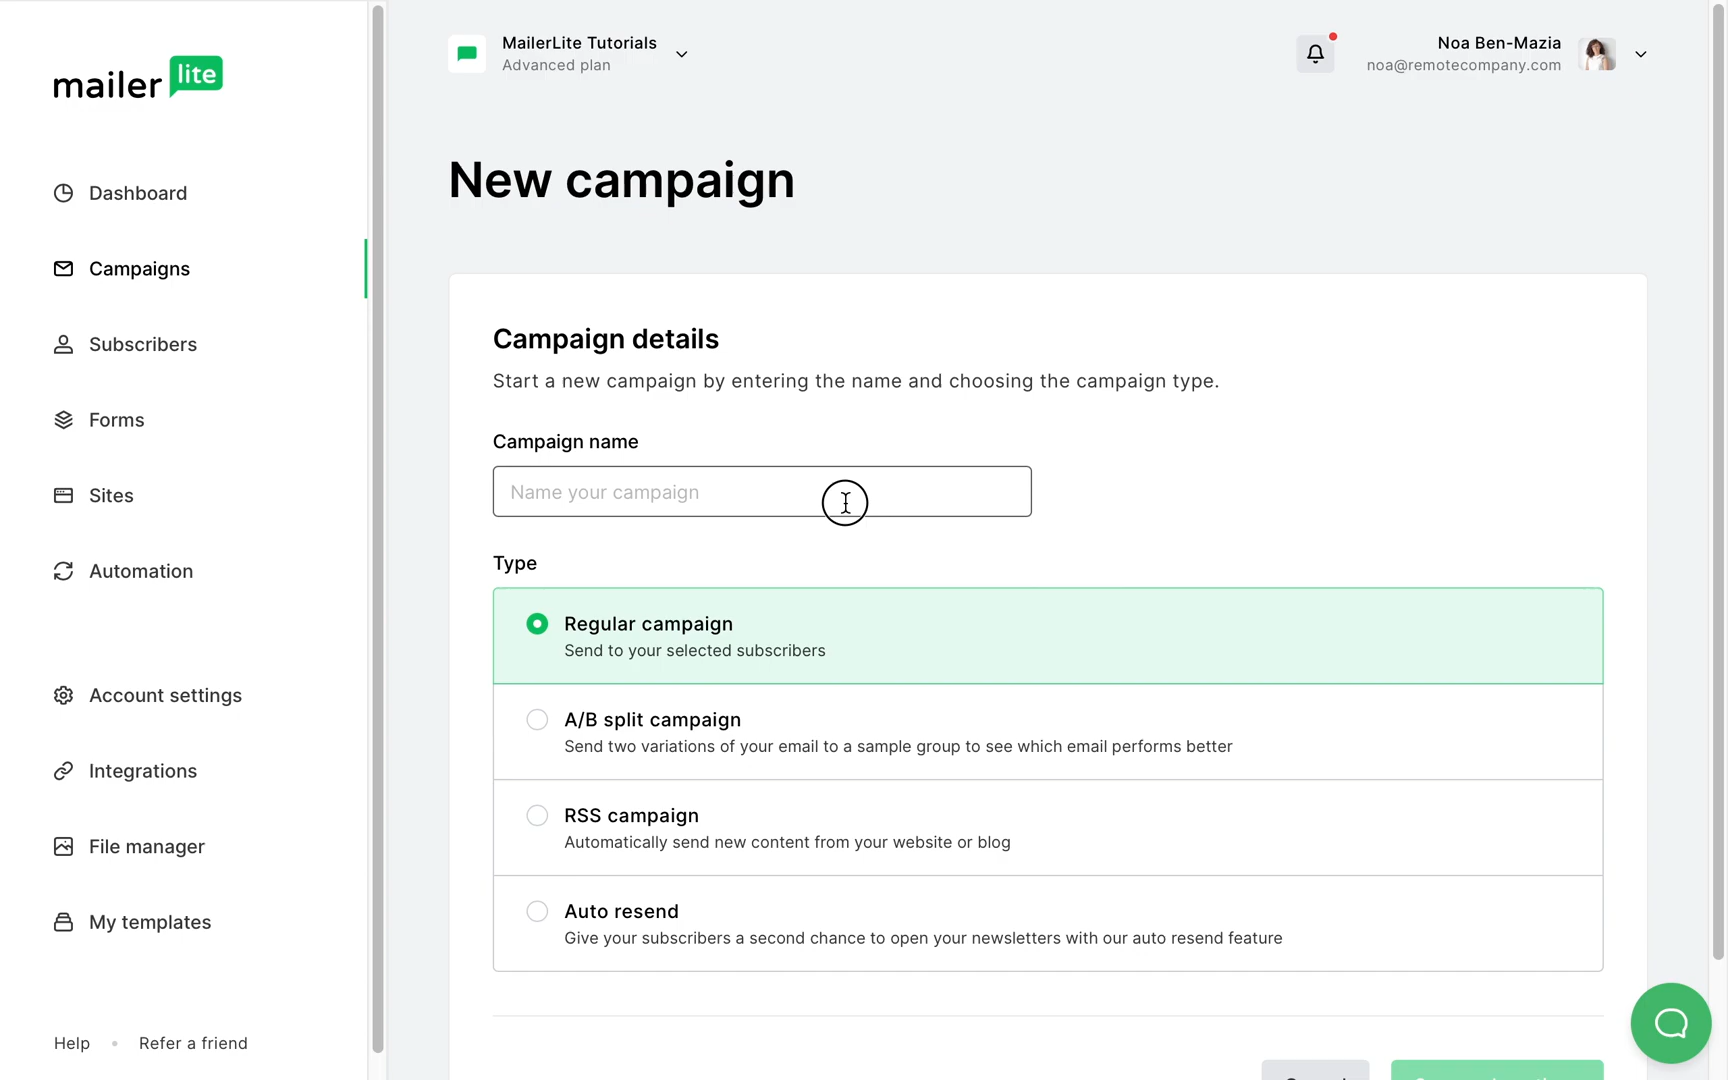 mailer lite
Dashboard
Campaigns
Subscribers
Forms
Sites
Automation
Account settings
Integrations
File manager
My templates
Help • Refer a friend
MailerLite Tutorials
Advanced plan
Noa Ben-Mazia
noa@remotecompany.com
New campaign
Campaign details
Start a new campaign by entering the name and choosing the campaign type.
Campaign name
Name your campaign
Type
Regular campaign
Send to your selected subscribers
A/B split campaign
Send two variations of your email to a sample group to see which email performs better
RSS campaign
Automatically send new content from your website or blog
Auto resend
Give your subscribers a second chance to open your newsletters with our auto resend feature